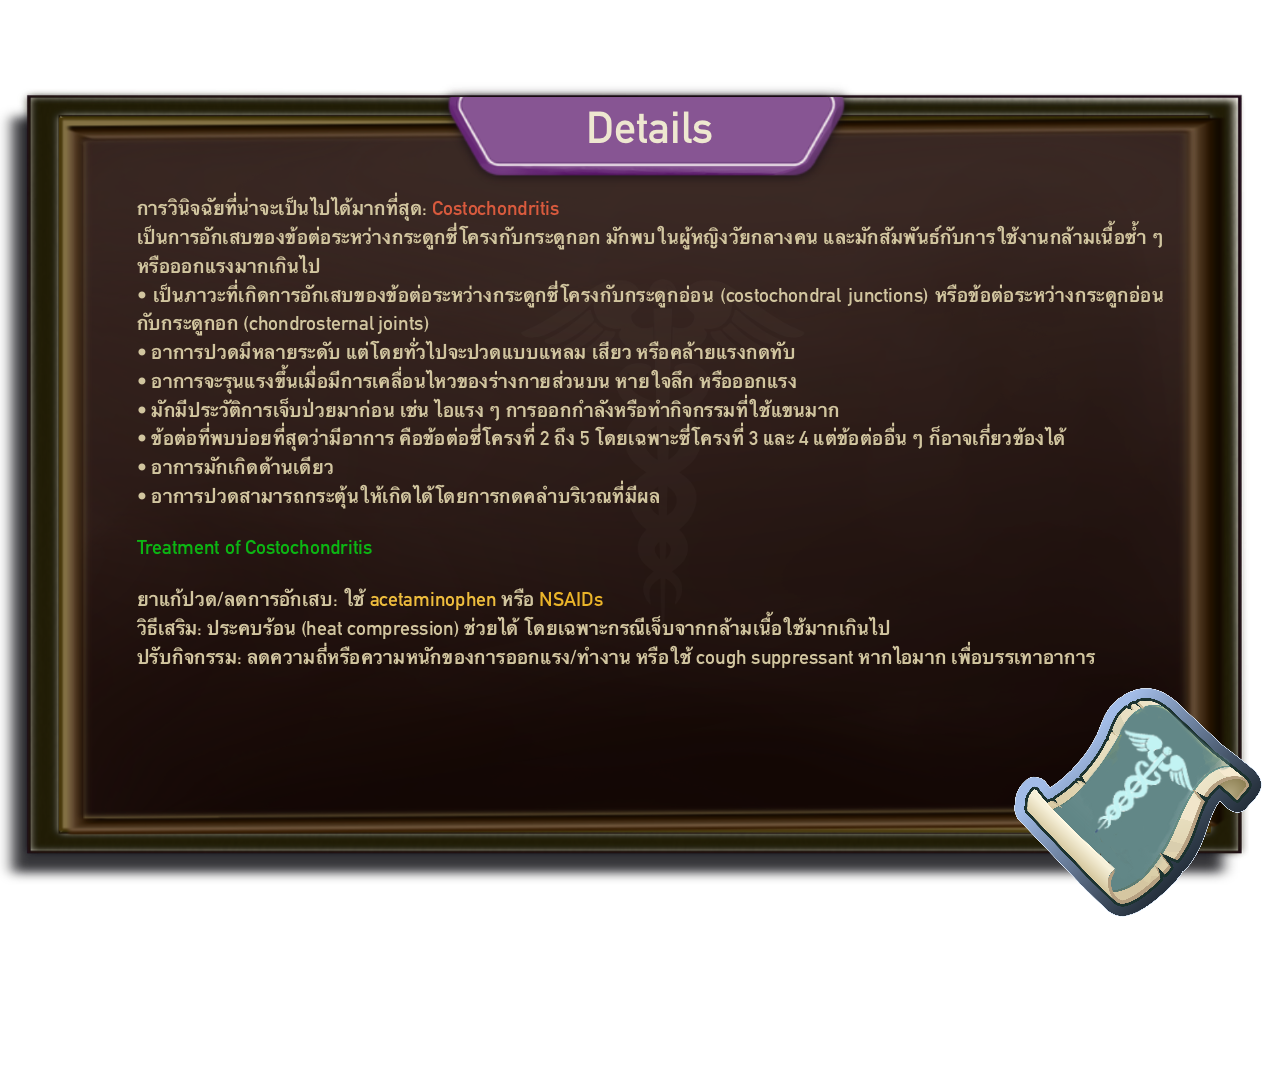 Details
การวินิจฉัยที่น่าจะเป็นไปได้มากที่สุด: Costochondritis
เป็นการอักเสบของข้อต่อระหว่างกระดูกซี่โครงกับกระดูกอก มักพบในผู้หญิงวัยกลางคน และมักสัมพันธ์กับการใช้งานกล้ามเนื้อซ้ำ ๆ
หรือออกแรงมากเกินไป
• เป็นภาวะที่เกิดการอักเสบของข้อต่อระหว่างกระดูกซี่โครงกับกระดูกอ่อน (costochondral junctions) หรือข้อต่อระหว่างกระดูกอ่อน
กับกระดูกอก (chondrosternal joints)
• อาการปวดมีหลายระดับ แต่โดยทั่วไปจะปวดแบบแหลม เสียว หรือคล้ายแรงกดทับ
• อาการจะรุนแรงขึ้นเมื่อมีการเคลื่อนไหวของร่างกายส่วนบน หายใจลึก หรือออกแรง
• มักมีประวัติการเจ็บป่วยมาก่อน เช่น ไอแรง ๆ การออกกำลังหรือทำกิจกรรมที่ใช้แขนมาก
• ข้อต่อที่พบบ่อยที่สุดว่ามีอาการ คือข้อต่อซี่โครงที่ 2 ถึง 5 โดยเฉพาะซี่โครงที่ 3 และ 4 แต่ข้อต่ออื่น ๆ ก็อาจเกี่ยวข้องได้
• อาการมักเกิดด้านเดียว
• อาการปวดสามารถกระตุ้นให้เกิดได้โดยการกดคลำบริเวณที่มีผล
Treatment of Costochondritis
ยาแก้ปวด/ลดการอักเสบ: ใช้ acetaminophen หรือ NSAIDs
วิธีเสริม: ประคบร้อน (heat compression) ช่วยได้ โดยเฉพาะกรณีเจ็บจากกล้ามเนื้อใช้มากเกินไป
ปรับกิจกรรม: ลดความถี่หรือความหนักของการออกแรง/ทำงาน หรือใช้ cough suppressant หากไอมาก เพื่อบรรเทาอาการ